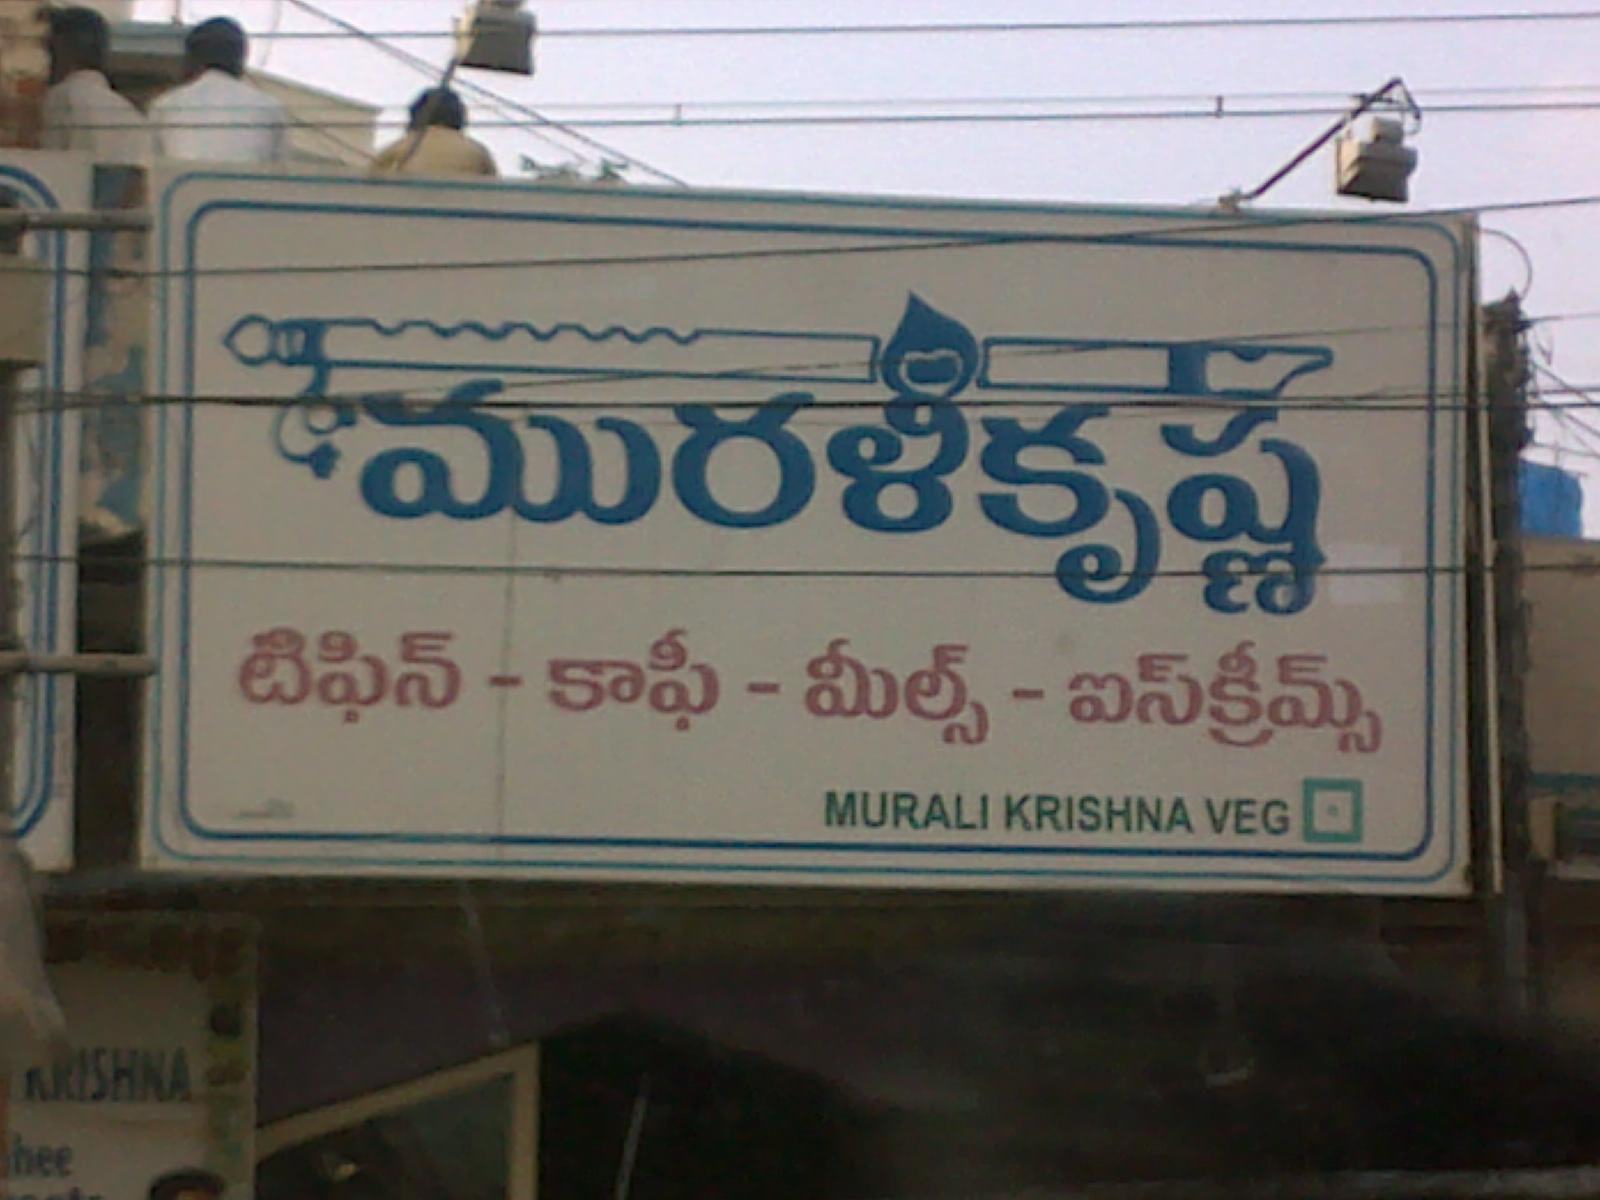 మురళీకృష్ణ
టిఫిన్ - కాఫీ - మీల్స్ - ఐస్‌క్రీమ్స్
MURALI KRISHNA VEG
KRISHNA